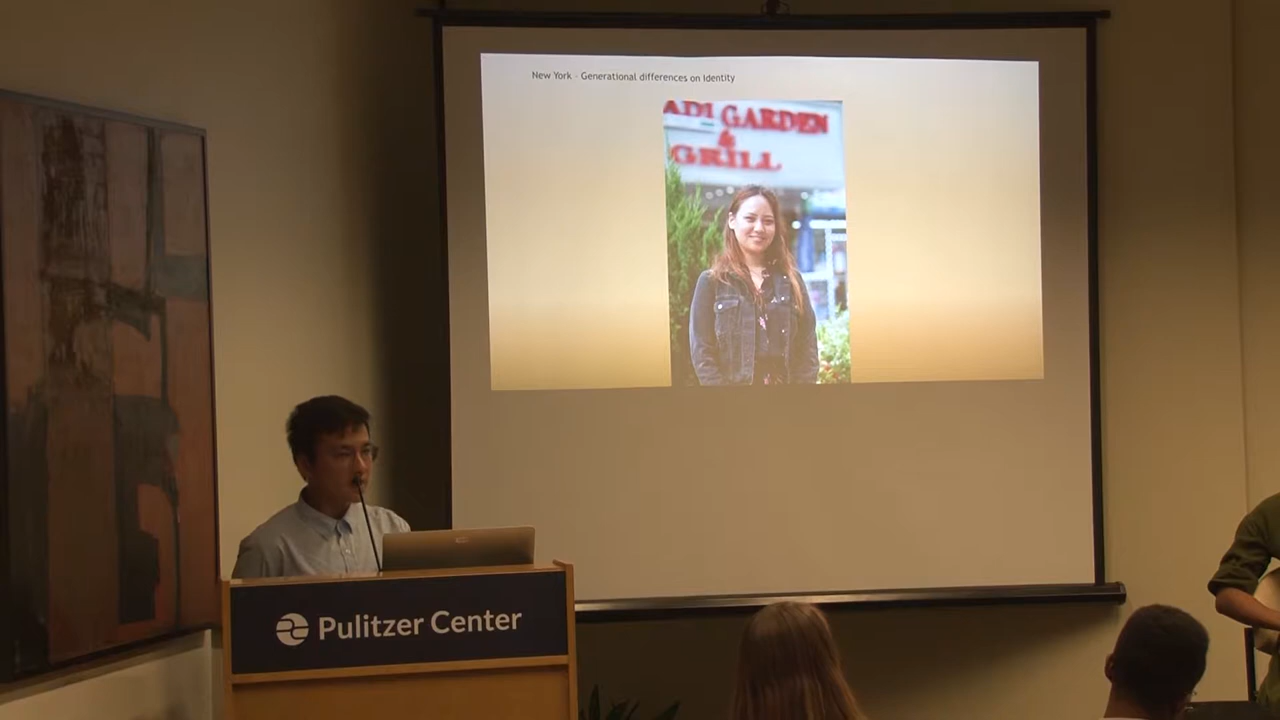 New York - Generational differences on Identity
ADI GARDEN
&
GRILL
Pulitzer Center